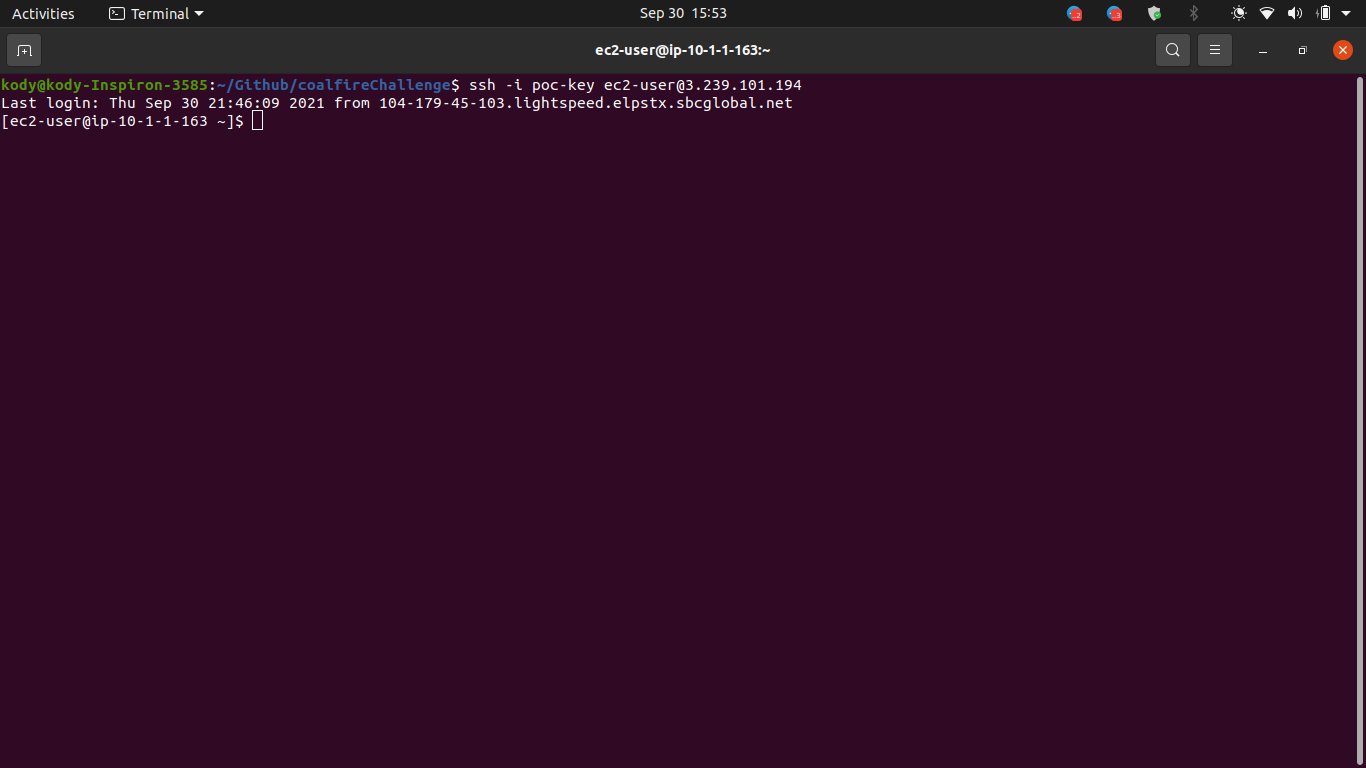 Activities Terminal Sep 30 15:53
ec2-user@ip-10-1-1-163:~
kody@kody-Inspiron-3585:~/Github/coalfireChallenge$ ssh -i poc-key ec2-user@3.239.101.194
Last login: Thu Sep 30 21:46:09 2021 from 104-179-45-103.lightspeed.elpstx.sbcglobal.net
[ec2-user@ip-10-1-1-163 ~]$